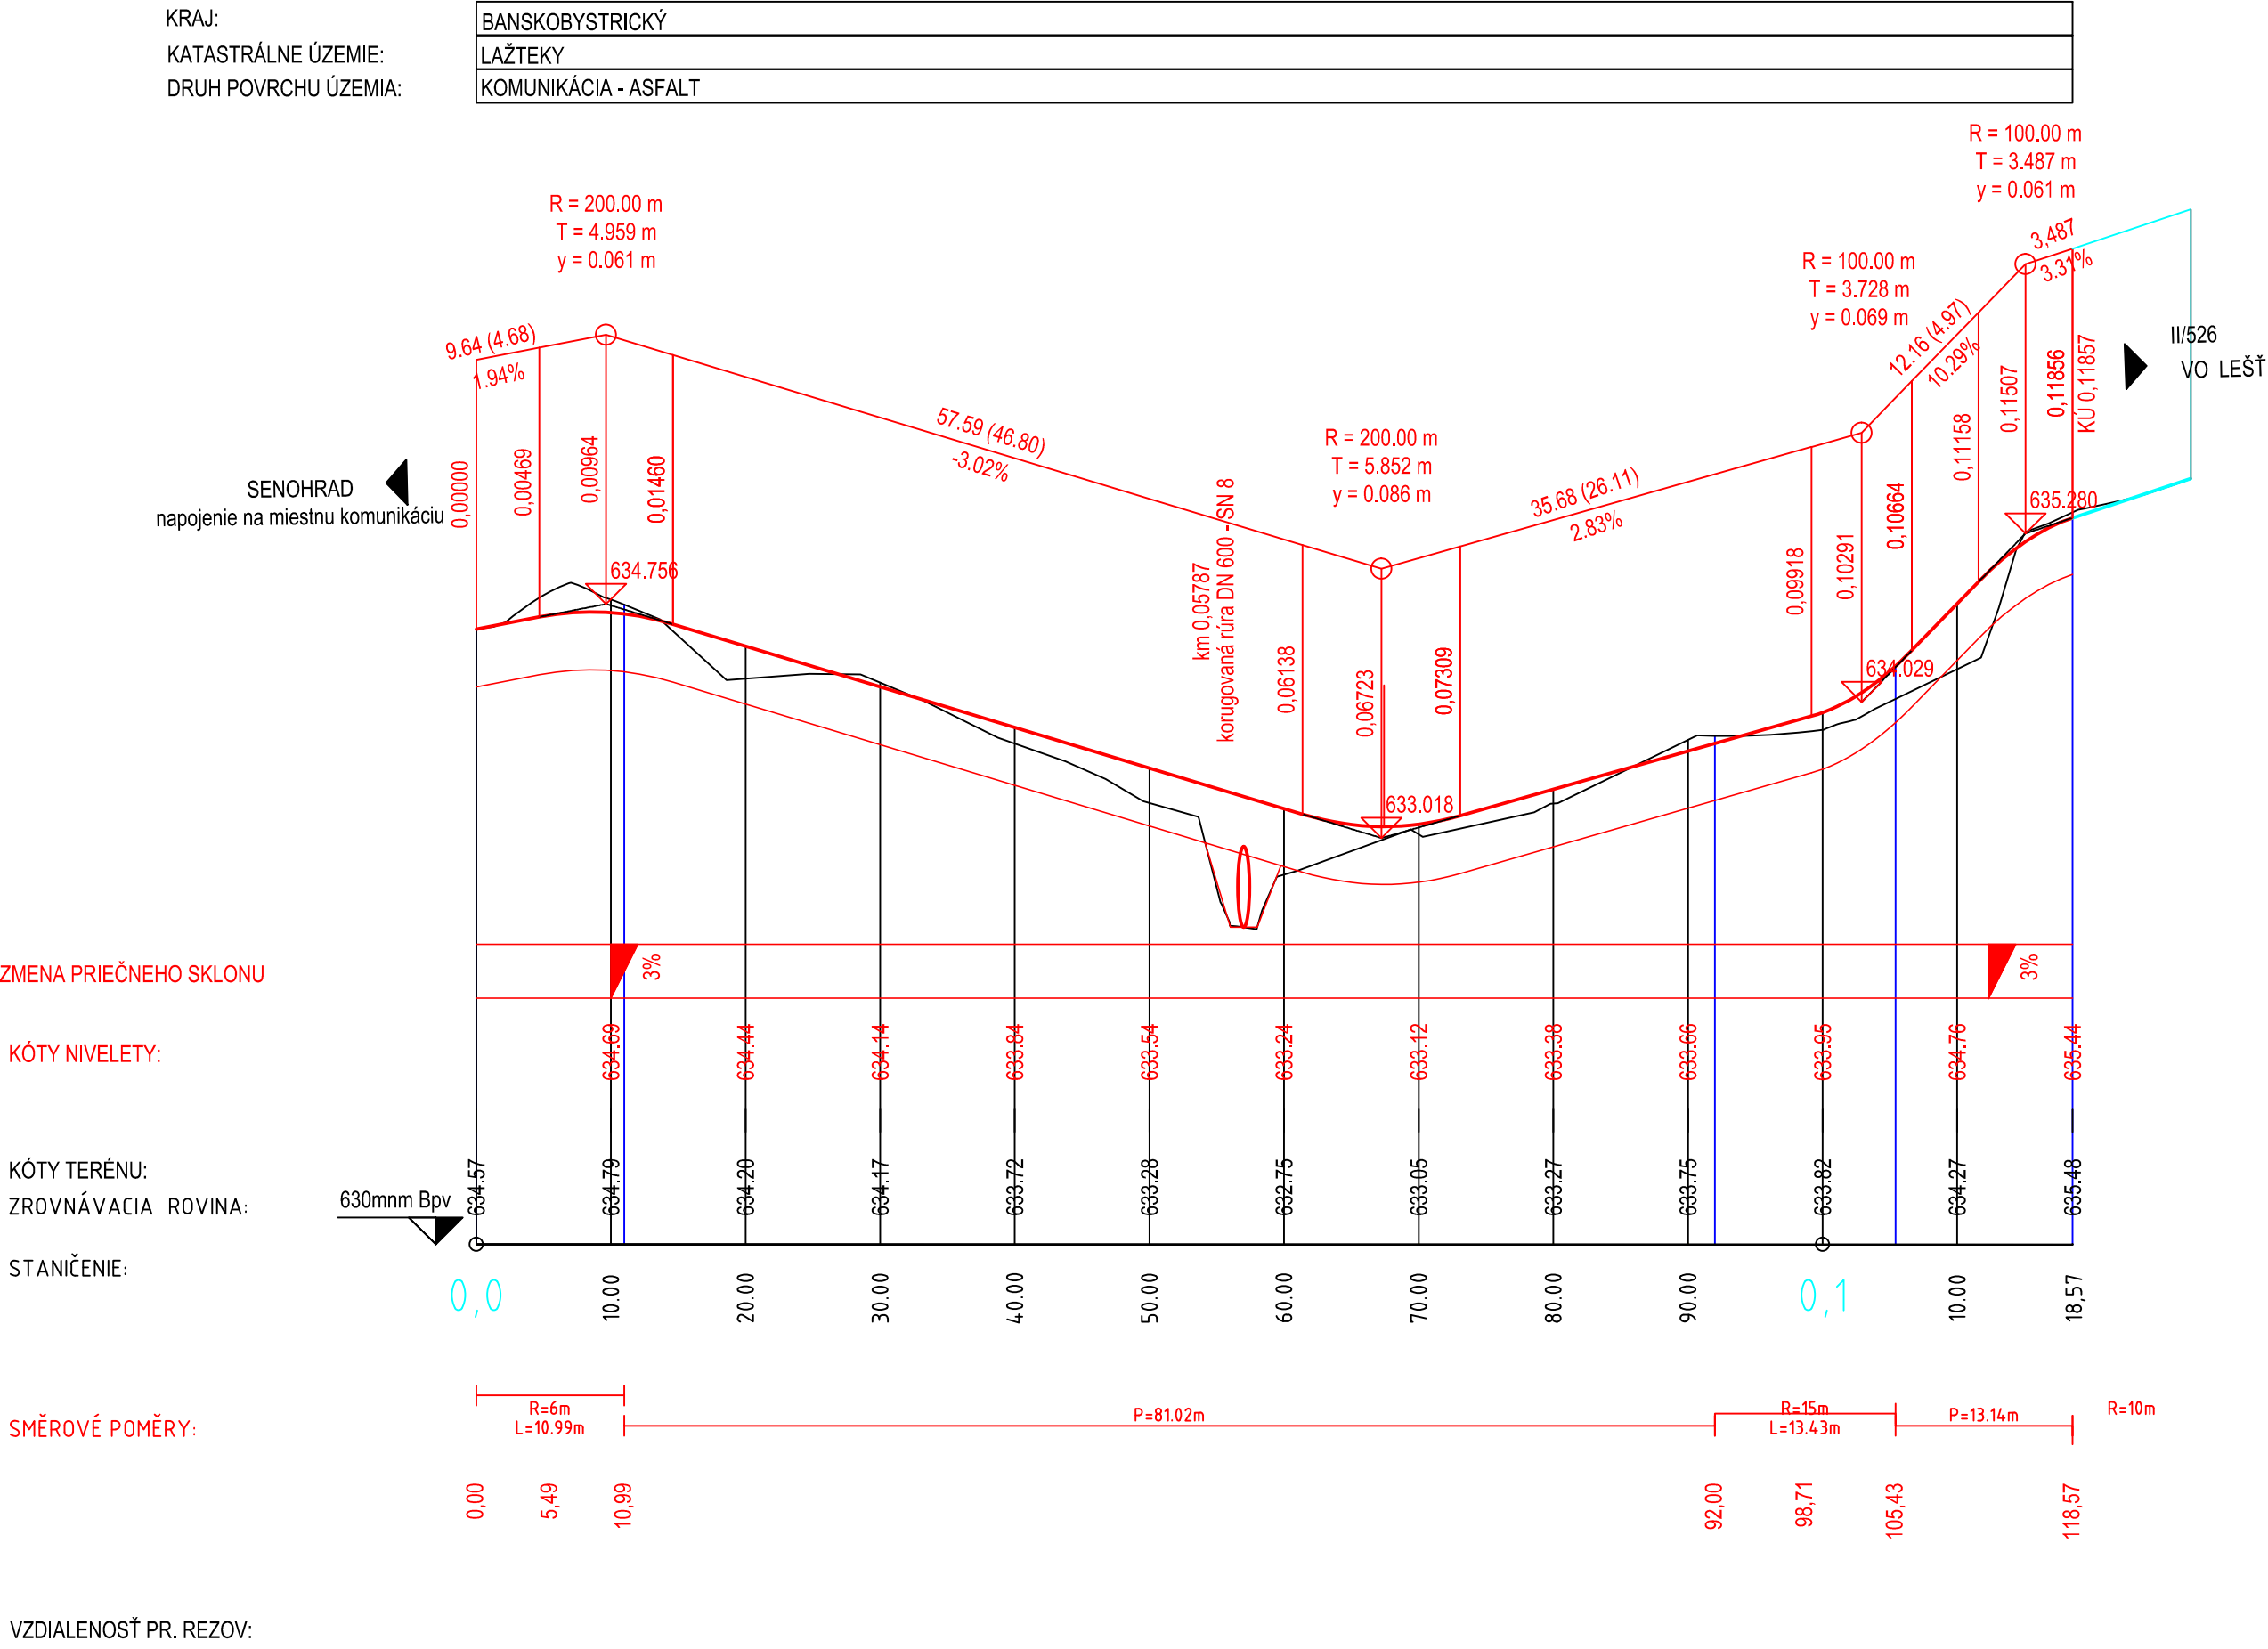 KRAJ:
BANSKOBYSTRICKÝ
KATASTRÁLNE ÚZEMIE:
LAŽTEKY
DRUH POVRCHU ÚZEMIA:
KOMUNIKÁCIA - ASFALT
R = 100.00 m
T = 3.487 m
y = 0.061 m
R = 200.00 m
T = 4.959 m
y = 0.061 m
R = 100.00 m
T = 3.728 m
y = 0.069 m
3,487
3.31%
9.64 (4.68)
1.94%
57.59 (46.80)
-3.02%
R = 200.00 m
T = 5.852 m
y = 0.086 m
35.68 (26.11)
2.83%
12.16 (4.97)
10.29%
II/526
VO LEŠŤ
SENOHRAD
napojenie na miestnu komunikáciu
0,00000
0,00469
0,00964
0,01460
km 0,05787
korugovaná rúra DN 600 - SN 8
0,06138
0,06723
0,07309
0,09918
0,10291
0,10664
0,11158
0,11507
0,11856
KÚ 0,11857
634.756
633.018
634.029
635.280
ZMENA PRIEČNEHO SKLONU
3%
3%
KÓTY NIVELETY:
634.69
634.44
634.14
633.84
633.54
633.24
633.12
633.38
633.66
633.95
634.76
635.44
KÓTY TERÉNU:
634.57
634.79
634.20
634.17
633.72
633.28
632.75
633.05
633.27
633.75
633.82
634.27
635.48
ZROVNÁVACIA ROVINA:
630mnm Bpv
STANIČENIE:
0,0
10.00
20.00
30.00
40.00
50.00
60.00
70.00
80.00
90.00
0,1
10.00
18,57
SMĚROVÉ POMĚRY:
R=6m
L=10.99m
P=81.02m
R=15m
L=13.43m
P=13.14m
R=10m
0,00
5,49
10,99
92,00
98,71
105,43
118,57
VZDIALENOSŤ PR. REZOV: